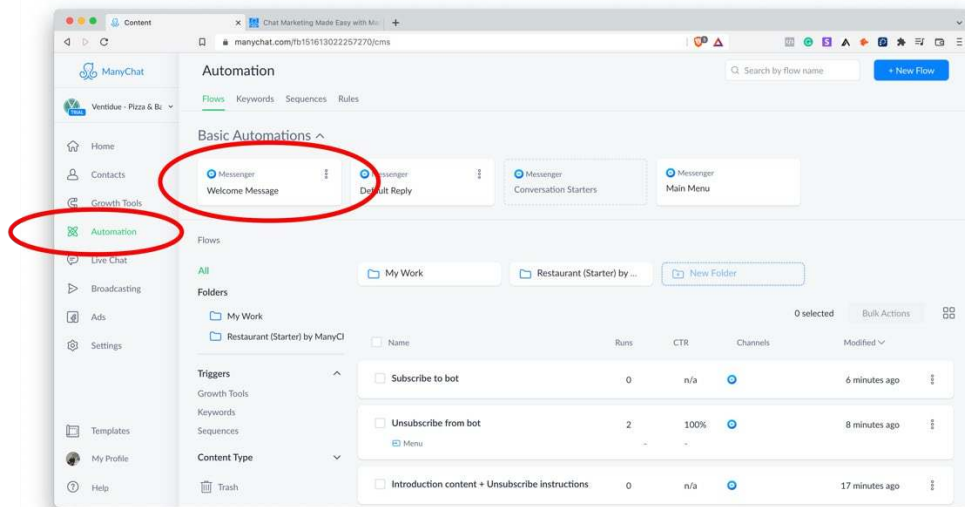 Content
Chat Marketing Made Easy with Ma
manychat.com/fb151613022257270/cms
ManyChat
Automation
Search by flow name
+ New Flow
TRIAL
Ventidue - Pizza & Ba
Flows Keywords Sequences Rules
Basic Automations
Home
Contacts
Growth Tools
Automation
Live Chat
Broadcasting
Ads
Settings
Templates
My Profile
Help
Messenger
Welcome Message
Messenger
Default Reply
Messenger
Conversation Starters
Messenger
Main Menu
Flows
All
Folders
My Work
Restaurant (Starter) by ManyCh
Triggers
Growth Tools
Keywords
Sequences
Content Type
Trash
My Work
Restaurant (Starter) by ...
New Folder
0 selected Bulk Actions
Name Runs CTR Channels Modified
Subscribe to bot 0 n/a 6 minutes ago
Unsubscribe from bot 2 100% 8 minutes ago
Menu - -
Introduction content + Unsubscribe instructions 0 n/a 17 minutes ago